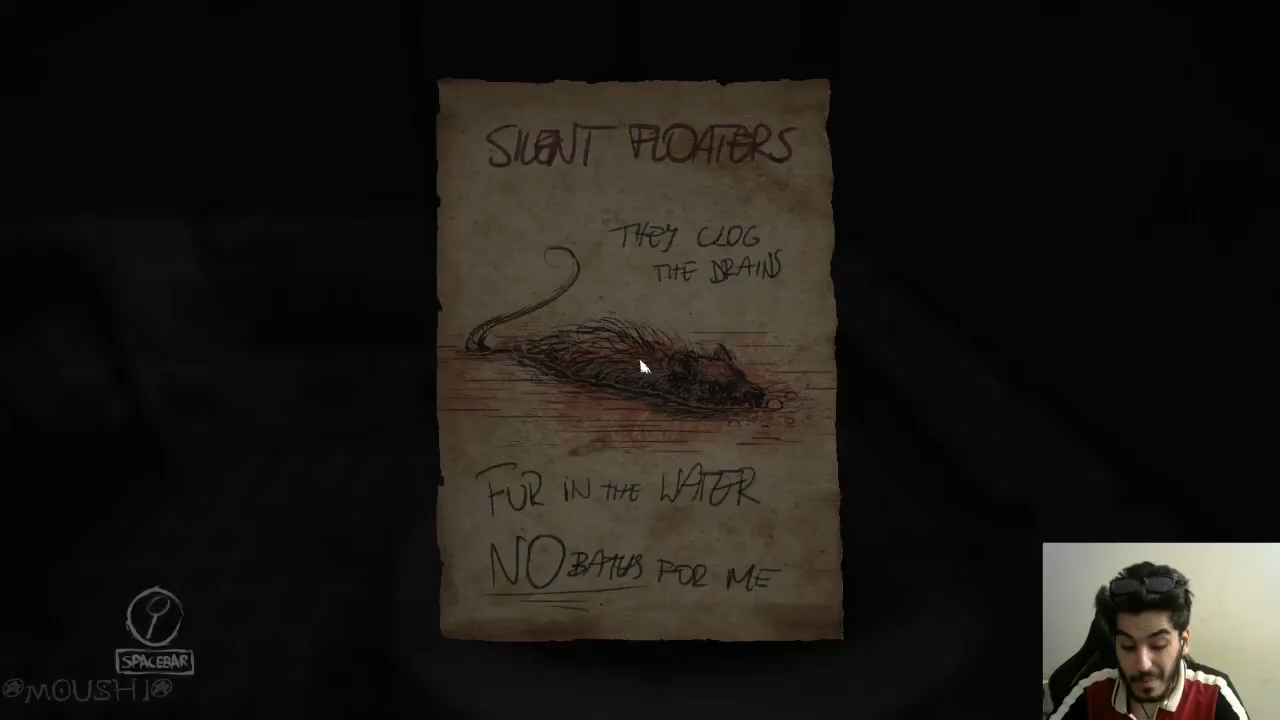 SILENT FLOATERS
THEY CLOG
THE DRAINS
FUR IN THE WATER
NO BATHS FOR ME
SPACEBAR
MOUSHI